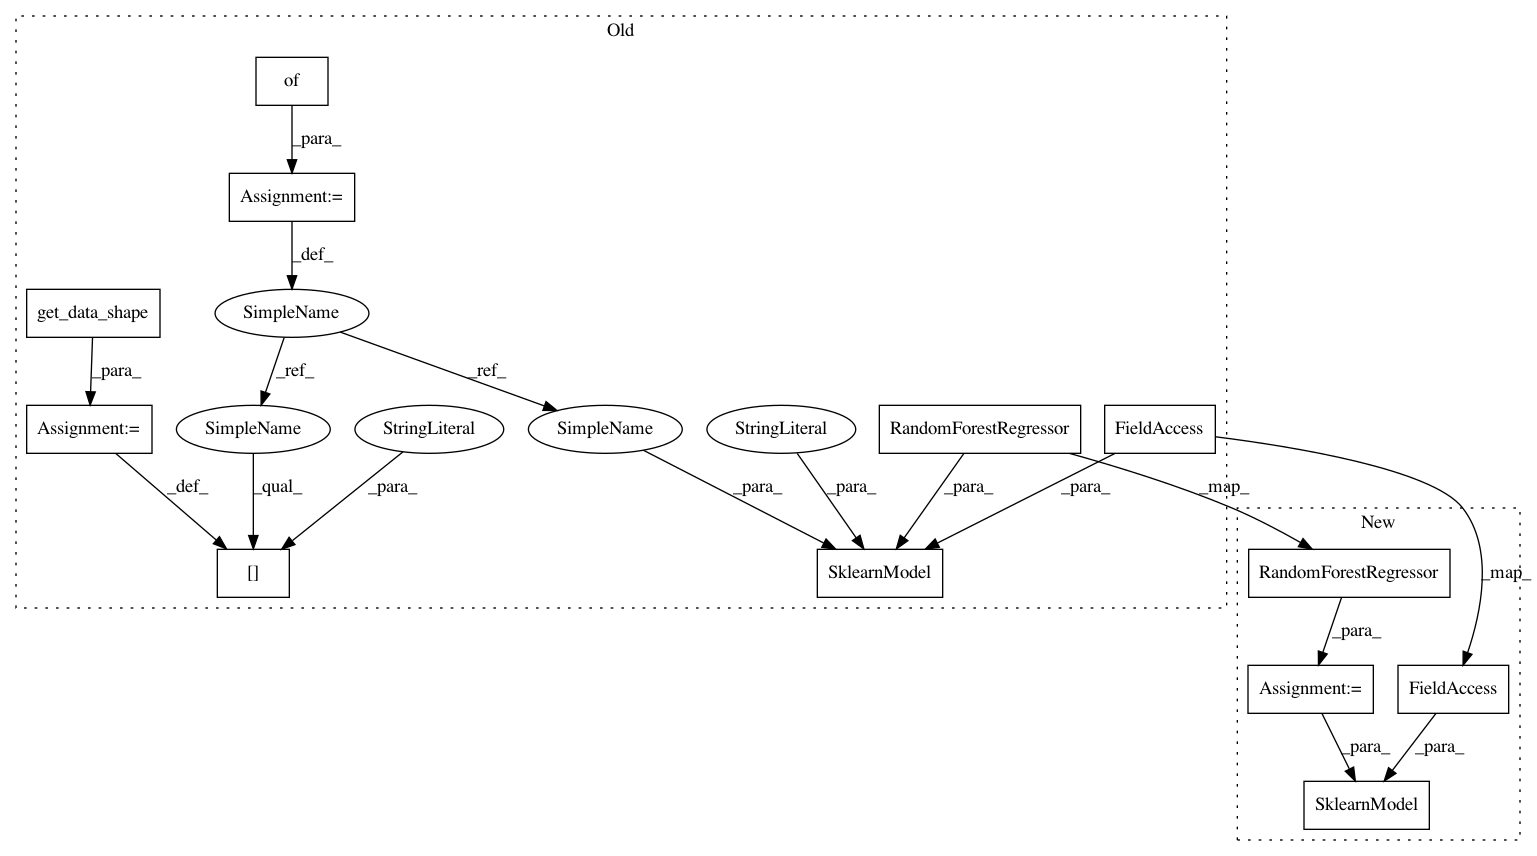 Old
of
_para_
Assignment:=
_def_
get_data_shape
SimpleName
_para_
_ref_
_ref_
Assignment:=
SimpleName
StringLiteral
SimpleName
StringLiteral
RandomForestRegressor
FieldAccess
_def_
_qual_
_para_
_para_
_para_
_para_
_para_
_map_
New
[]
SklearnModel
RandomForestRegressor
_map_
_para_
Assignment:=
FieldAccess
_para_
_para_
SklearnModel